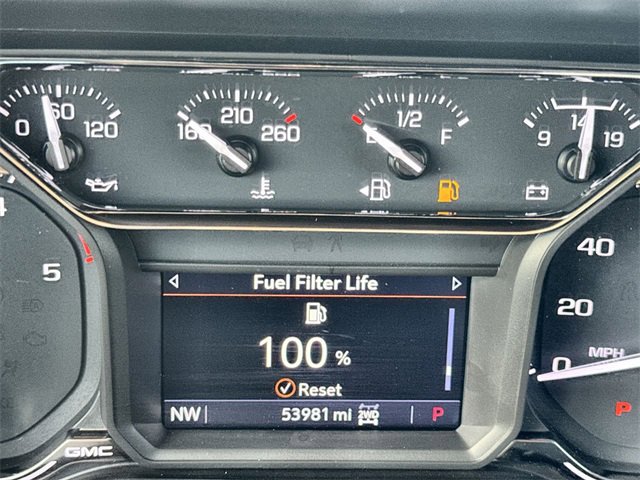 0 60 120
160 210 260
E 1/2 F
9 14 19
4
5
Fuel Filter Life
100 %
Reset
NW 53981 mi 2WD P
40
20
0
MPH
P
GMC